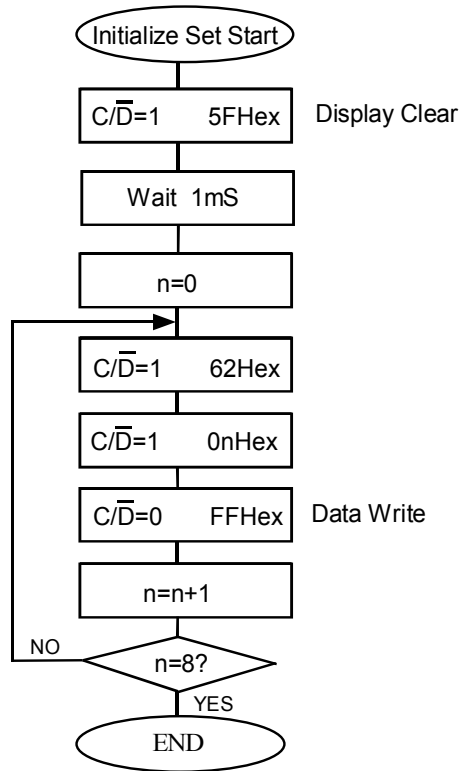 Initialize Set Start
C/D̅=1 5FHex Display Clear
Wait 1mS
n=0
C/D̅=1 62Hex
C/D̅=1 0nHex
C/D̅=0 FFHex Data Write
n=n+1
NO n=8?
YES
END